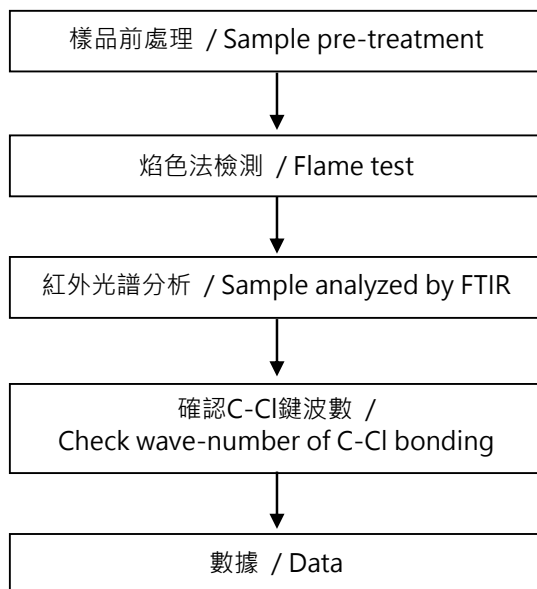 樣品前處理 / Sample pre-treatment
焰色法檢測 / Flame test
紅外光譜分析 / Sample analyzed by FTIR
確認C-Cl鍵波數 /
Check wave-number of C-Cl bonding
數據 / Data